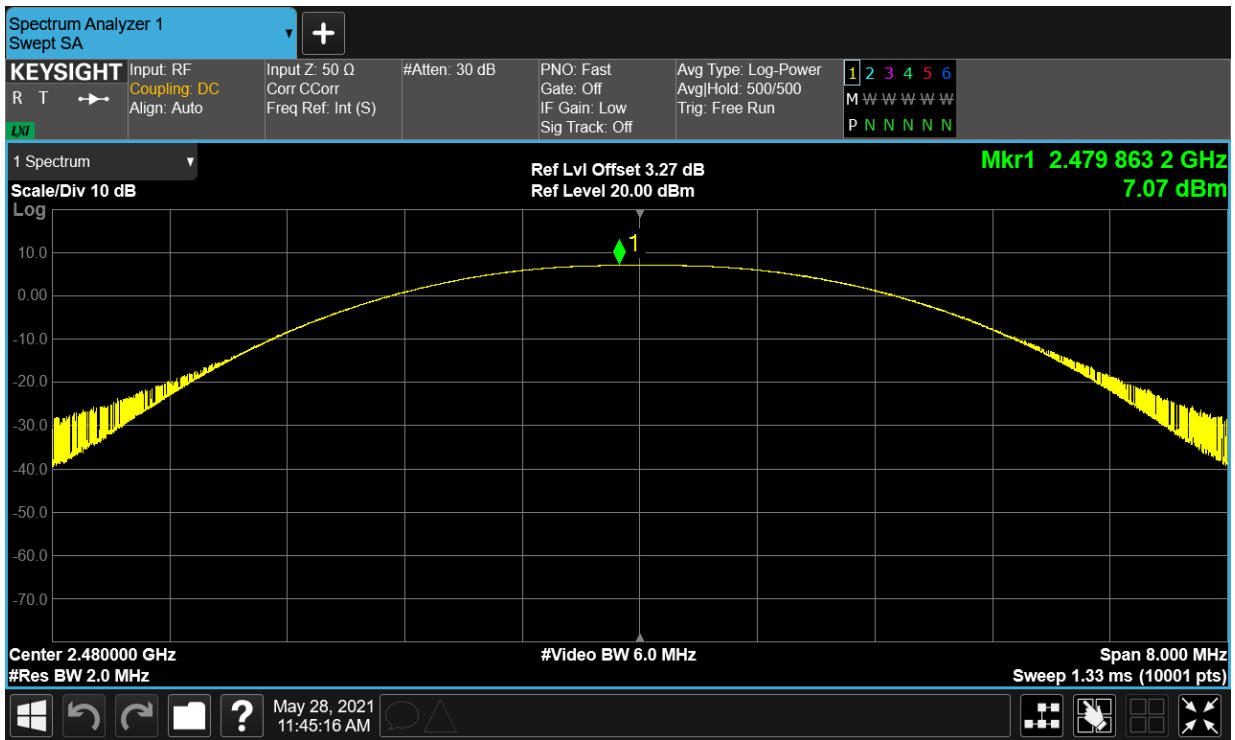 Spectrum Analyzer 1
Swept SA
KEYSIGHT
R T
LXI
Input: RF
Coupling: DC
Align: Auto
Input Z: 50 Ω
Corr CCorr
Freq Ref: Int (S)
#Atten: 30 dB
PNO: Fast
Gate: Off
IF Gain: Low
Sig Track: Off
Avg Type: Log-Power
Avg|Hold: 500/500
Trig: Free Run
1 2 3 4 5 6
M W W W W W
P N N N N N
1 Spectrum
Scale/Div 10 dB
Log
Ref Lvl Offset 3.27 dB
Ref Level 20.00 dBm
Mkr1 2.479 863 2 GHz
7.07 dBm
1
10.0
0.00
-10.0
-20.0
-30.0
-40.0
-50.0
-60.0
-70.0
Center 2.480000 GHz
#Res BW 2.0 MHz
#Video BW 6.0 MHz
Span 8.000 MHz
Sweep 1.33 ms (10001 pts)
?
May 28, 2021
11:45:16 AM